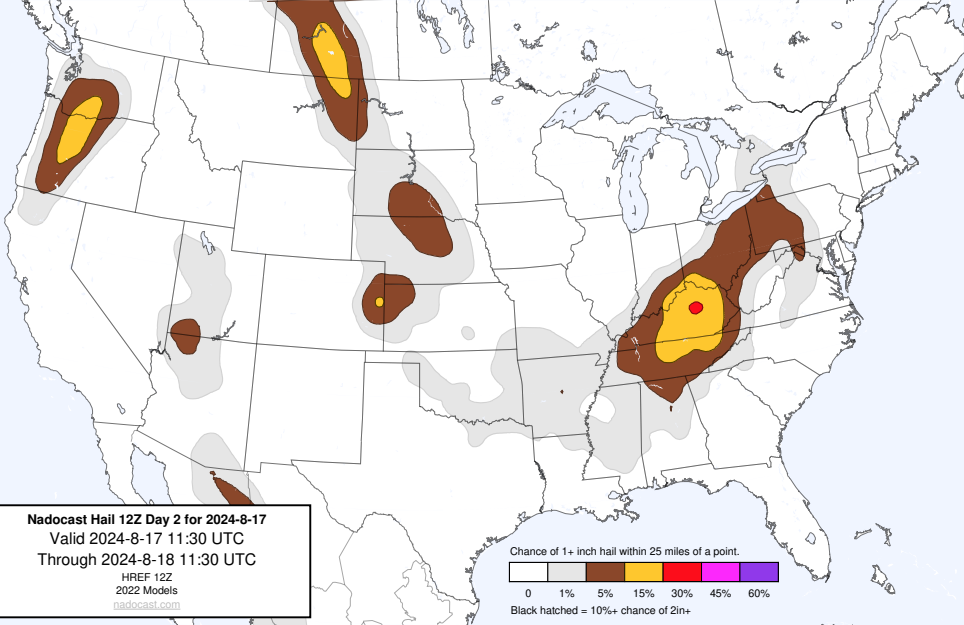 Nadocast Hail 12Z Day 2 for 2024-8-17
Valid 2024-8-17 11:30 UTC
Through 2024-8-18 11:30 UTC
HREF 12Z
2022 Models
nadocast.com
Chance of 1+ inch hail within 25 miles of a point.
0 1% 5% 15% 30% 45% 60%
Black hatched = 10%+ chance of 2in+